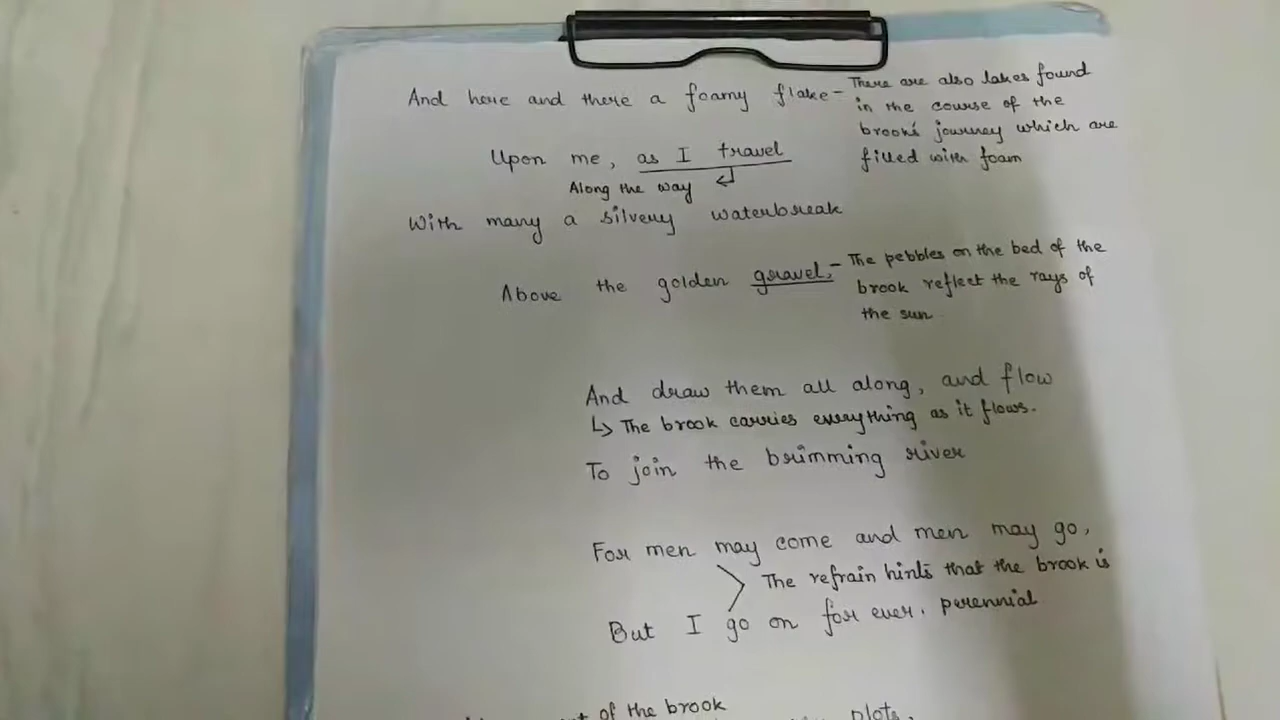 And here and there a foamy flake - There are also lakes found
in the course of the
brook's journey which are
filled with foam
Upon me, as I travel
Along the way
With many a silvery waterbreak
Above the golden gravel, - The pebbles on the bed of the
brook reflect the rays of
the sun
And draw them all along, and flow
↳ The brook carries everything as it flows.
To join the brimming river
For men may come and men may go,
The refrain hints that the brook is
perennial
But I go on for ever.
of the brook
plots,